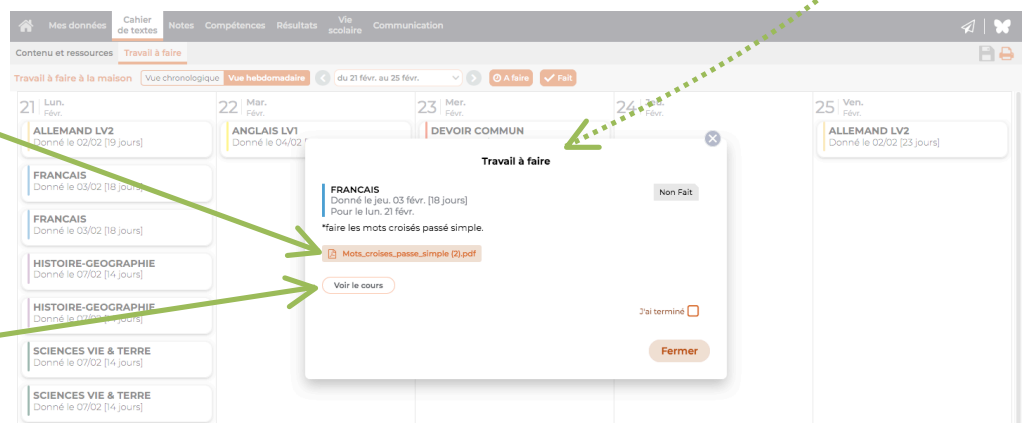 Mes données
Cahier
de textes
Notes
Compétences
Résultats
Vie
scolaire
Communication
Contenu et ressources
Travail à faire
Travail à faire à la maison
Vue chronologique
Vue hebdomadaire
du 21 févr. au 25 févr.
A faire
Fait
21 Lun.
Févr.
22 Mar.
Févr.
23 Mer.
Févr.
24 Jeu.
Févr.
25 Ven.
Févr.
ALLEMAND LV2
Donné le 02/02 [19 jours]
FRANCAIS
Donné le 03/02 [18 jours]
FRANCAIS
Donné le 03/02 [18 jours]
HISTOIRE-GEOGRAPHIE
Donné le 07/02 [14 jours]
HISTOIRE-GEOGRAPHIE
Donné le 07/02 [14 jours]
SCIENCES VIE & TERRE
Donné le 07/02 [14 jours]
SCIENCES VIE & TERRE
Donné le 07/02 [14 jours]
ANGLAIS LV1
Donné le 04/02
DEVOIR COMMUN
ALLEMAND LV2
Donné le 02/02 [23 jours]
Travail à faire
FRANCAIS
Donné le jeu. 03 févr. [18 jours]
Pour le lun. 21 févr.
Non Fait
*faire les mots croisés passé simple.
Mots_croises_passe_simple (2).pdf
Voir le cours
J'ai terminé
Fermer